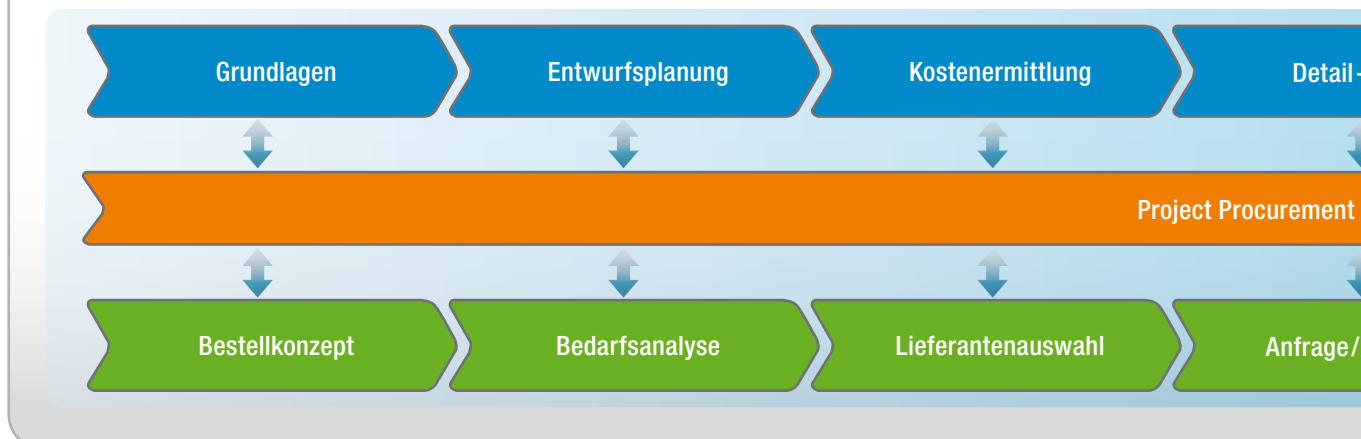 Grundlagen
Entwurfsplanung
Kostenermittlung
Detail-
Project Procurement
Bestellkonzept
Bedarfsanalyse
Lieferantenauswahl
Anfrage/